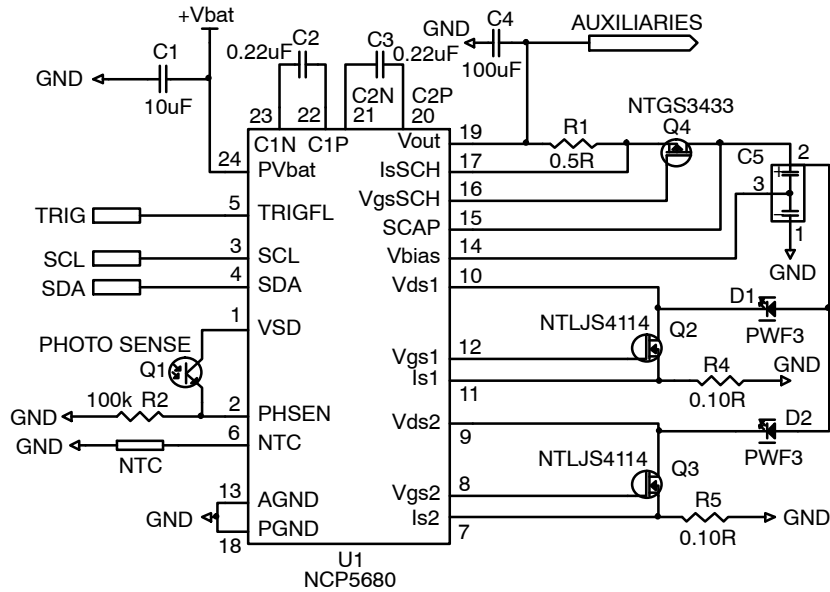 +Vbat
C1
GND
10uF
C2
0.22uF
C3
0.22uF
C2N
C2P
23
22
21
20
C4
GND
100uF
AUXILIARIES
C1N
C1P
Vout
19
R1
0.5R
NTGS3433
Q4
24
PVbat
IsSCH
17
VgsSCH
16
C5
2
3
1
GND
TRIG
5
TRIGFL
SCAP
15
SCL
3
SCL
Vbias
14
SDA
4
SDA
Vds1
10
1
VSD
D1
PWF3
NTLJS4114
Q2
PHOTO SENSE
Q1
Vgs1
12
Is1
11
R4
0.10R
GND
100k R2
GND
2
PHSEN
Vds2
9
D2
PWF3
GND
NTC
6
NTC
NTLJS4114
Q3
Vgs2
8
13
AGND
GND
PGND
18
Is2
7
R5
0.10R
GND
U1
NCP5680